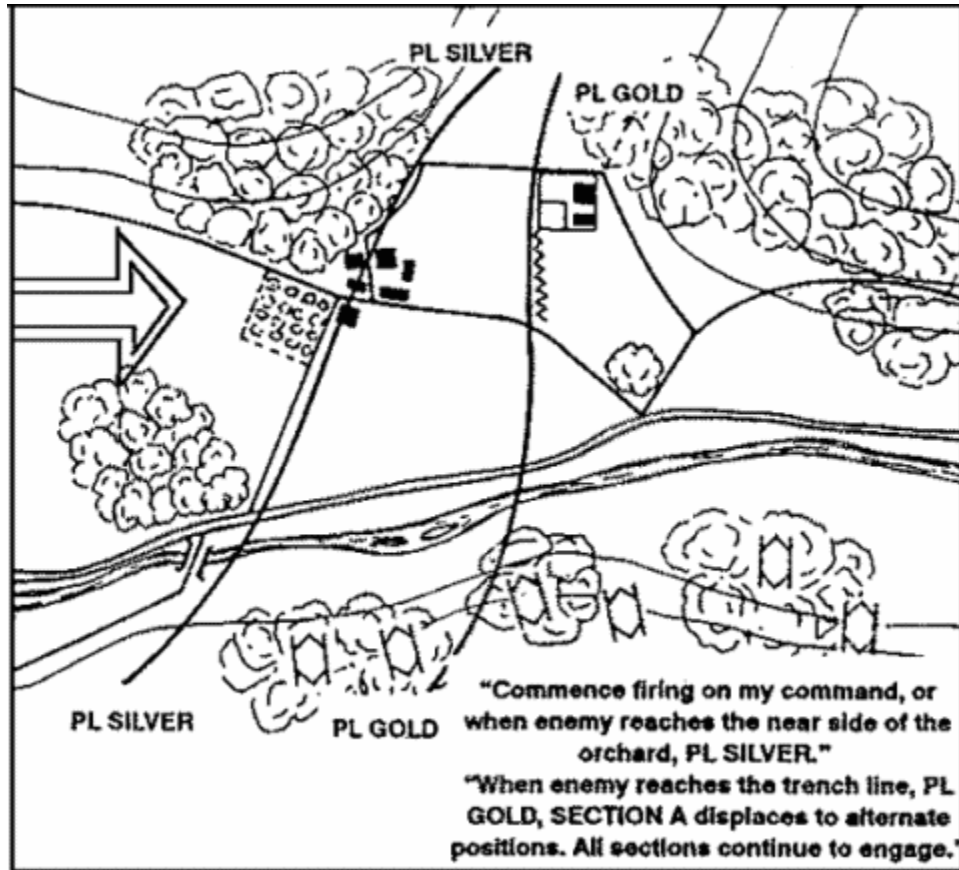 PL SILVER
PL GOLD
PL SILVER
PL GOLD
"Commence firing on my command, or
when enemy reaches the near side of the
orchard, PL SILVER."
"When enemy reaches the trench line, PL
GOLD, SECTION A displaces to alternate
positions. All sections continue to engage."